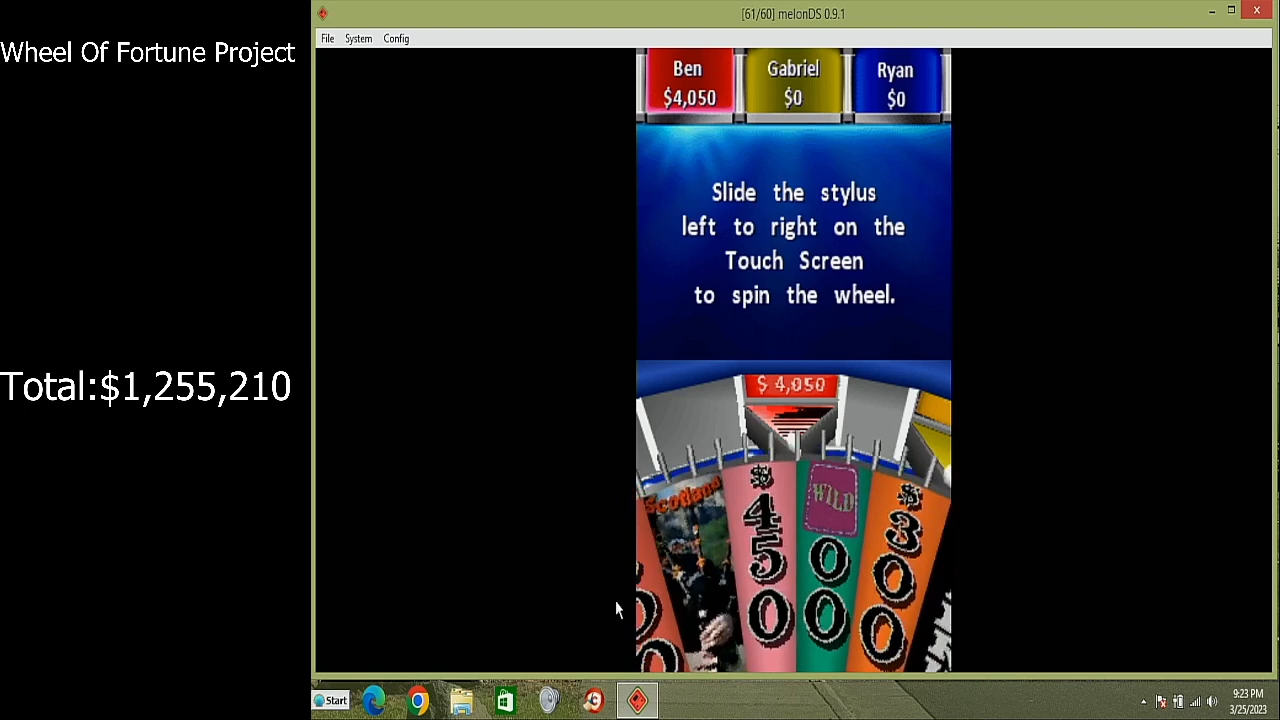 [61/60] melonDS 0.9.1
File System Config
Wheel Of Fortune Project
Ben
$4,050
Gabriel
$0
Ryan
$0
Slide the stylus
left to right on the
Touch Screen
to spin the wheel.
Total:$1,255,210
$ 4,050
Scotland
$450
WILD
00
$300
Start
9:23 PM
3/25/2023